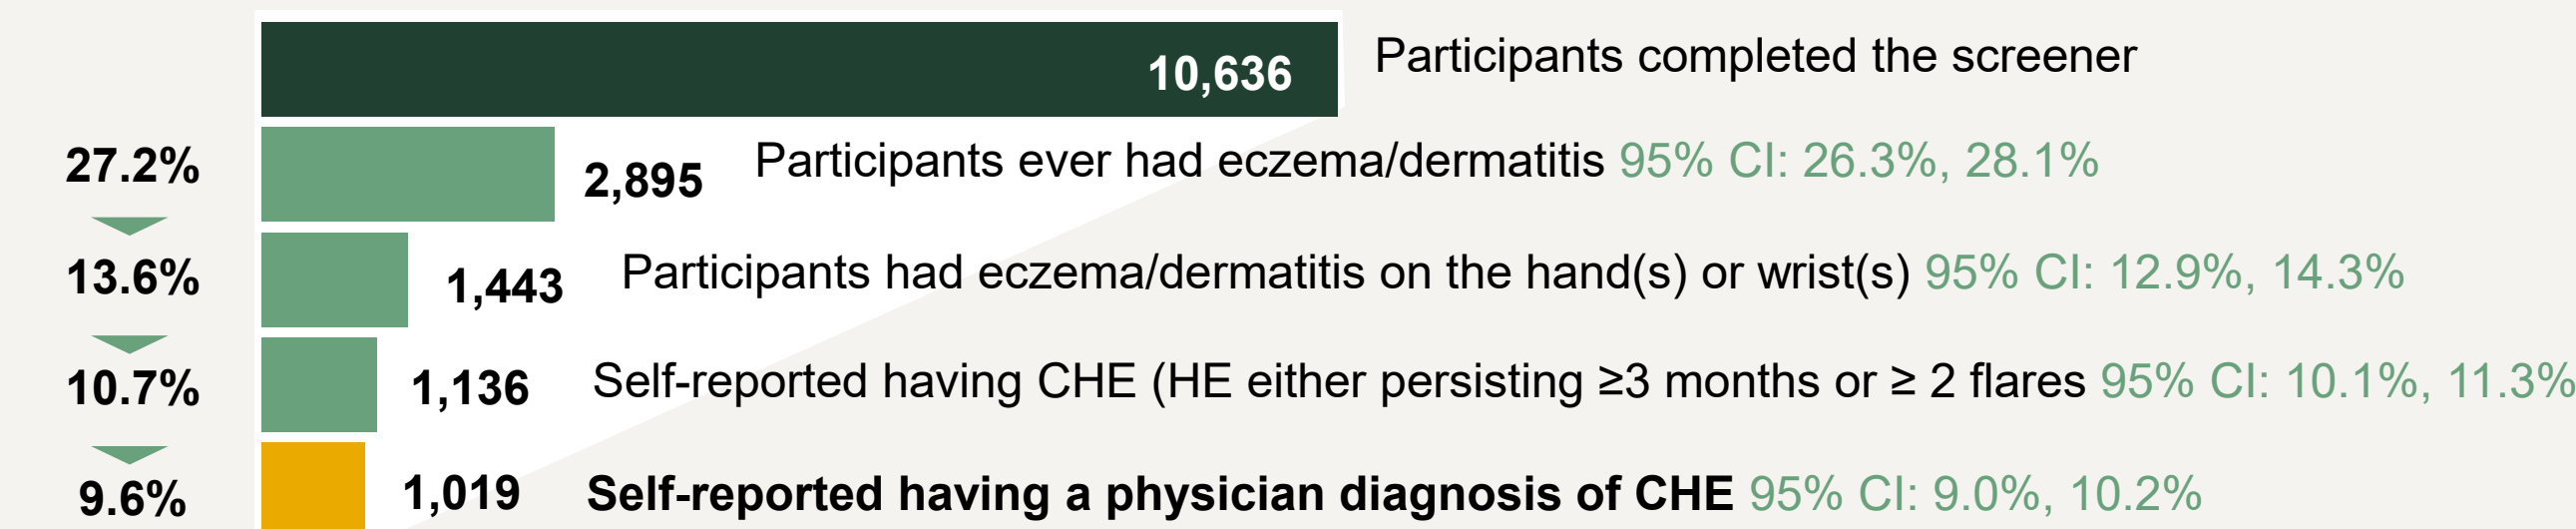 10,636 Participants completed the screener
27.2% 2,895 Participants ever had eczema/dermatitis 95% CI: 26.3%, 28.1%
13.6% 1,443 Participants had eczema/dermatitis on the hand(s) or wrist(s) 95% CI: 12.9%, 14.3%
10.7% 1,136 Self-reported having CHE (HE either persisting ≥3 months or ≥ 2 flares 95% CI: 10.1%, 11.3%
9.6% 1,019 Self-reported having a physician diagnosis of CHE 95% CI: 9.0%, 10.2%